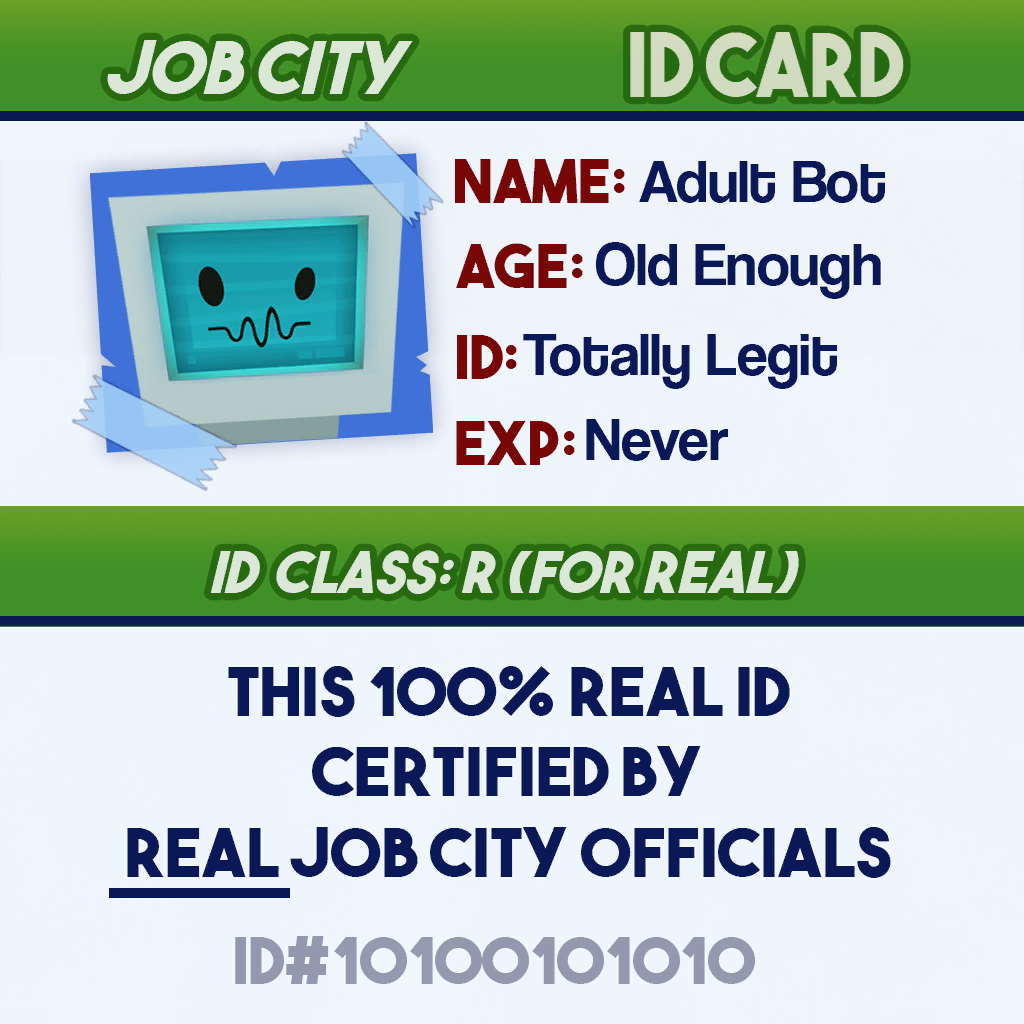 JOB CITY ID CARD
NAME: Adult Bot
AGE: Old Enough
ID: Totally Legit
EXP: Never
ID CLASS: R (FOR REAL)
THIS 100% REAL ID
CERTIFIED BY
REAL JOB CITY OFFICIALS
ID#10100101010